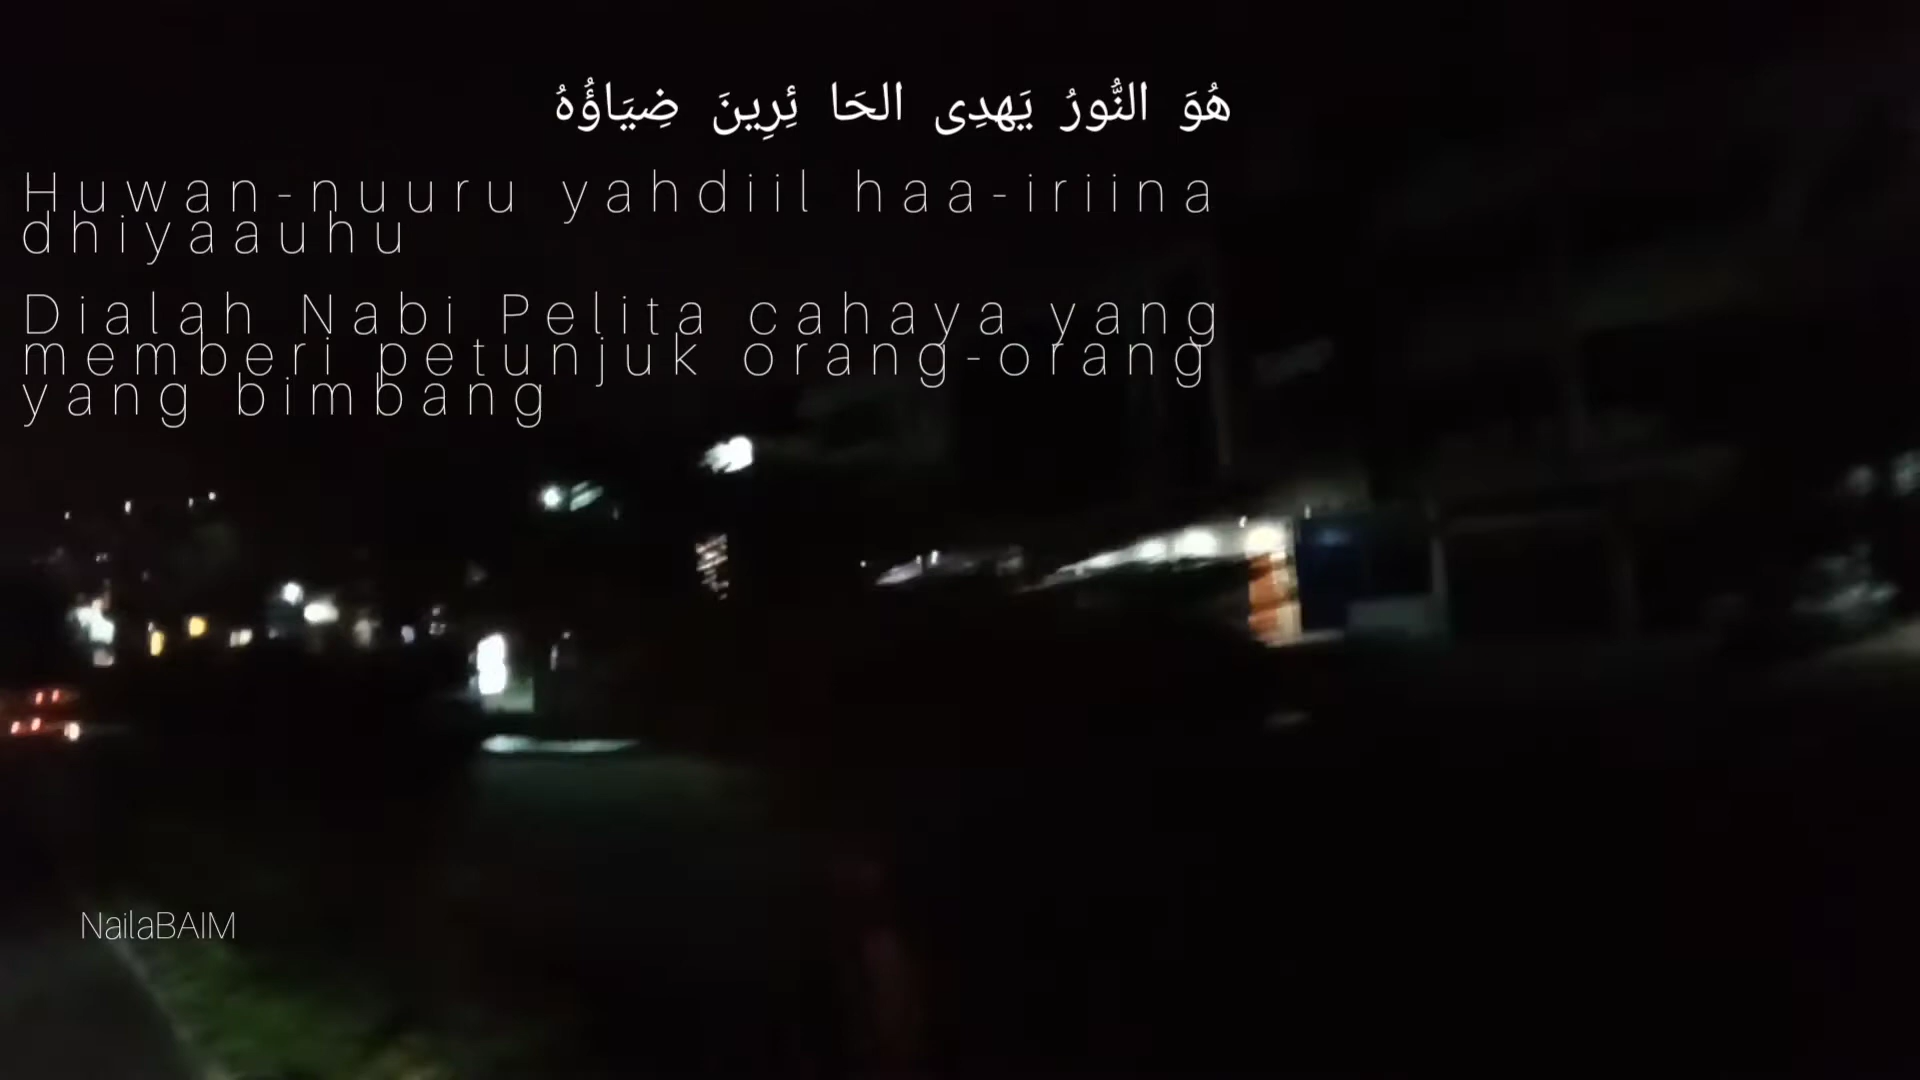 هُوَ النُّورُ يَهدِى الحَا ئِرِينَ ضِيَاؤُهُ
Huwan-nuuru yahdiil haa-iriina
dhiyaauhu
Dialah Nabi Pelita cahaya yang
memberi petunjuk orang-orang
yang bimbang
NailaBAIM